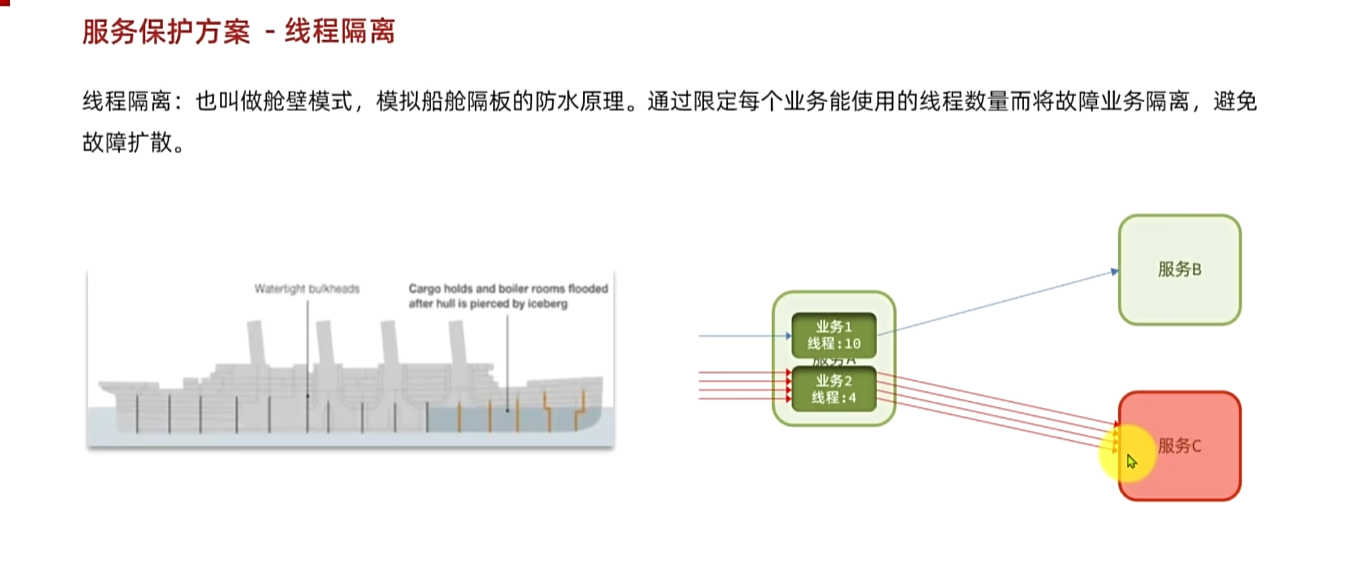 服务保护方案 - 线程隔离
线程隔离：也叫做舱壁模式，模拟船舱隔板的防水原理。通过限定每个业务能使用的线程数量而将故障业务隔离，避免
故障扩散。
Watertight bulkheads
Cargo holds and boiler rooms flooded
after hull is pierced by iceberg
业务1
线程:10
服务A
业务2
线程:4
服务B
服务C